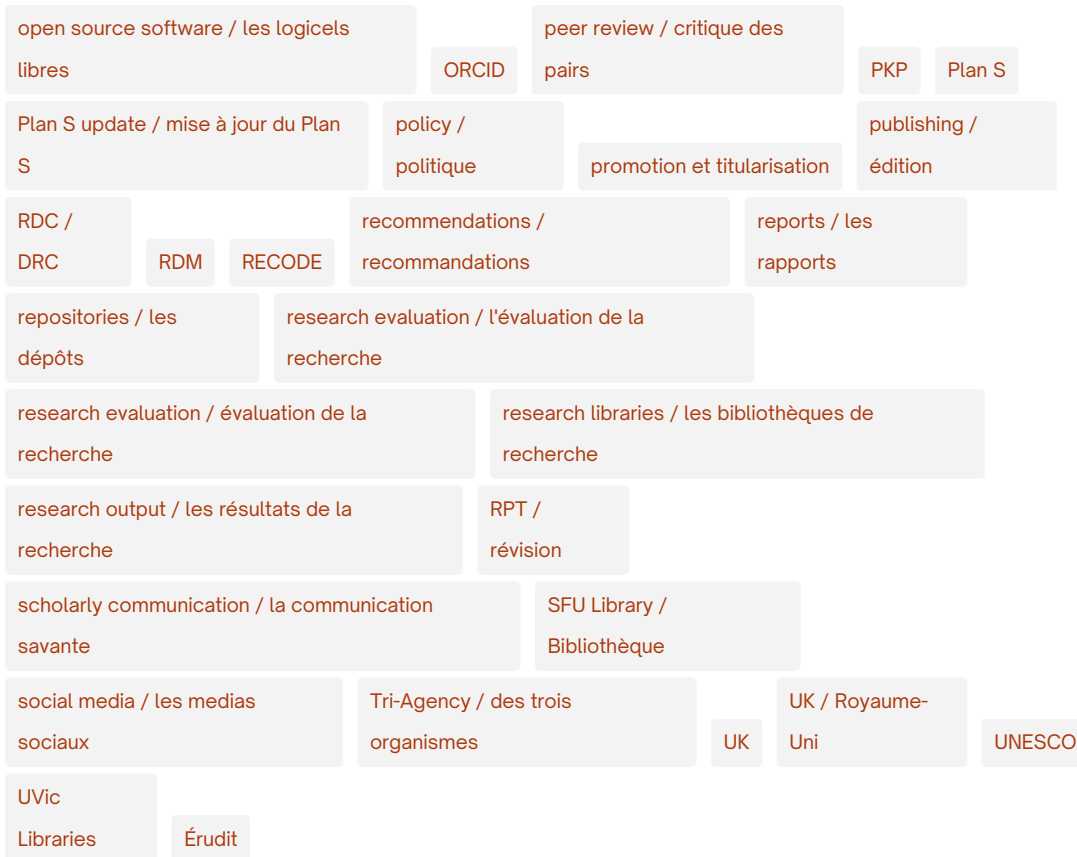 open source software / les logicels
libres
ORCID
peer review / critique des
pairs
PKP
Plan S
Plan S update / mise à jour du Plan
S
policy /
politique
promotion et titularisation
publishing /
édition
RDC /
DRC
RDM
RECODE
recommendations /
recommandations
reports / les
rapports
repositories / les
dépôts
research evaluation / l'évaluation de la
recherche
research evaluation / évaluation de la
recherche
research libraries / les bibliothèques de
recherche
research output / les résultats de la
recherche
RPT /
révision
scholarly communication / la communication
savante
SFU Library /
Bibliothèque
social media / les medias
sociaux
Tri-Agency / des trois
organismes
UK
UK / Royaume-
Uni
UNESCO
UVic
Libraries
Érudit